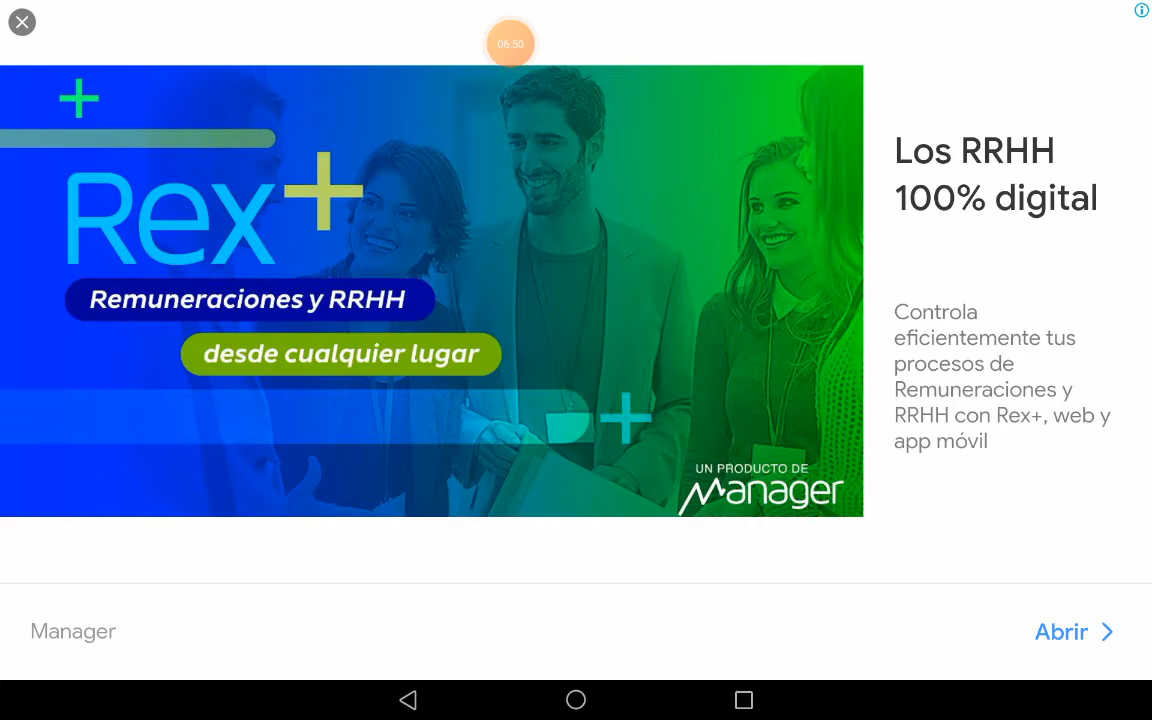 06:50
Rex+
Remuneraciones y RRHH
desde cualquier lugar
UN PRODUCTO DE
Manager
Los RRHH
100% digital
Controla
eficientemente tus
procesos de
Remuneraciones y
RRHH con Rex+, web y
app móvil
Manager
Abrir